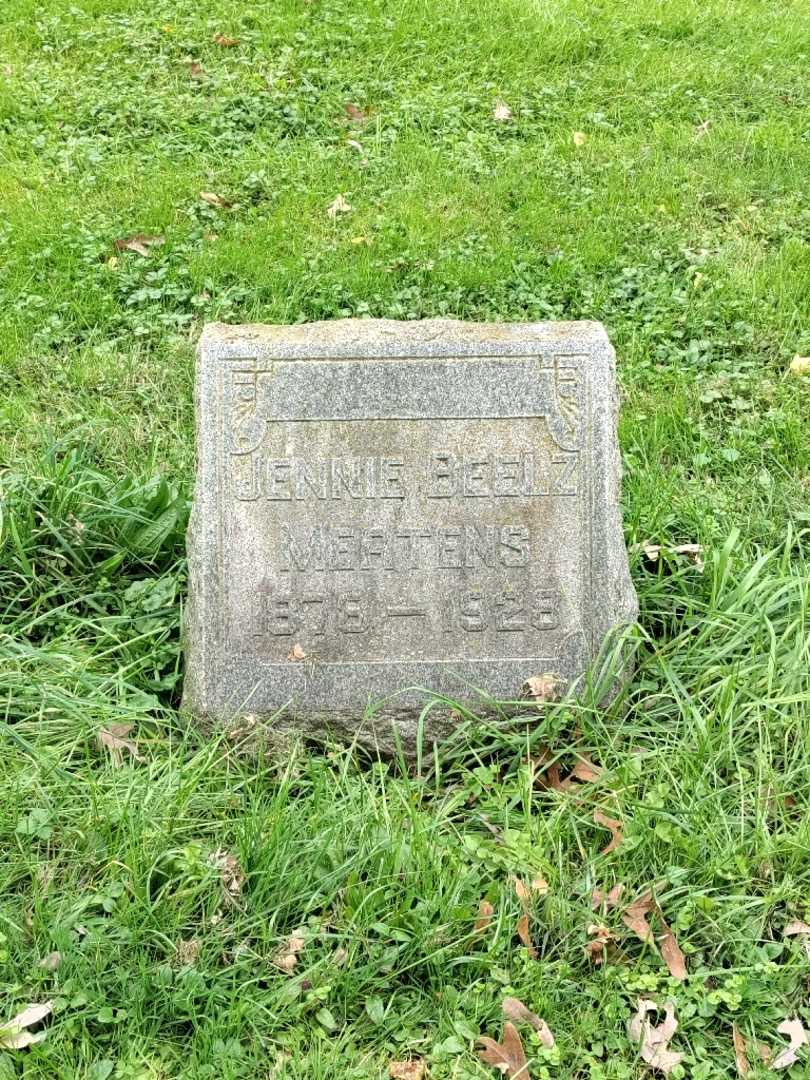 JENNIE BEELZ
MERTENS
1878 — 1928